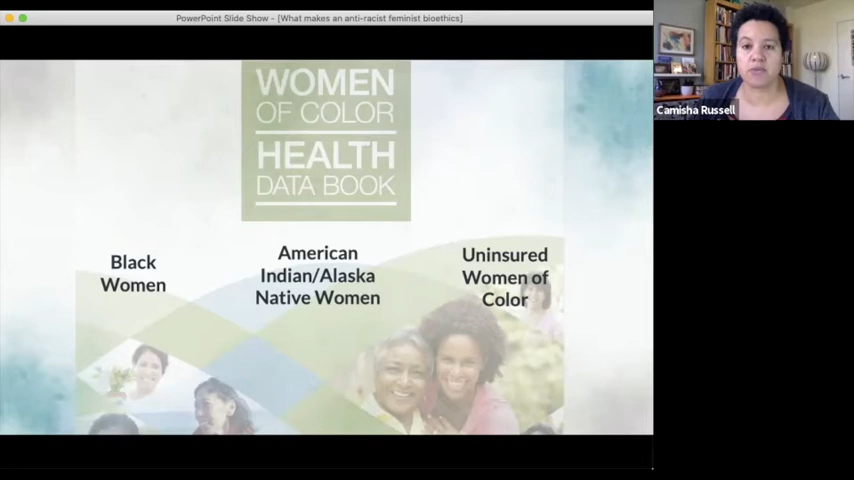 PowerPoint Slide Show - [What makes an anti-racist feminist bioethics]
WOMEN
OF COLOR
HEALTH
DATA BOOK
Black
Women
American
Indian/Alaska
Native Women
Uninsured
Women of
Color
Camisha Russell